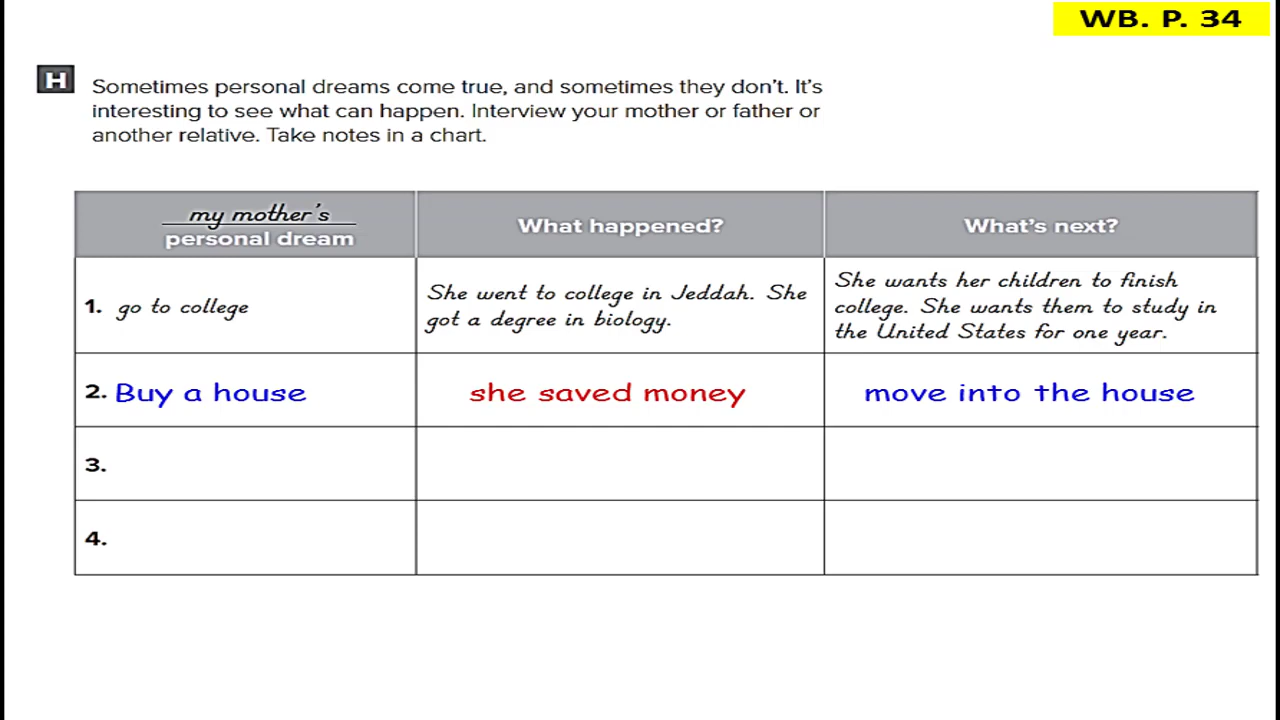 WB. P. 34
H
Sometimes personal dreams come true, and sometimes they don't. It's
interesting to see what can happen. Interview your mother or father or
another relative. Take notes in a chart.
my mother's
personal dream
What happened?
What's next?
1. go to college
She went to college in Jeddah. She
got a degree in biology.
She wants her children to finish
college. She wants them to study in
the United States for one year.
2. Buy a house
she saved money
move into the house
3.
4.